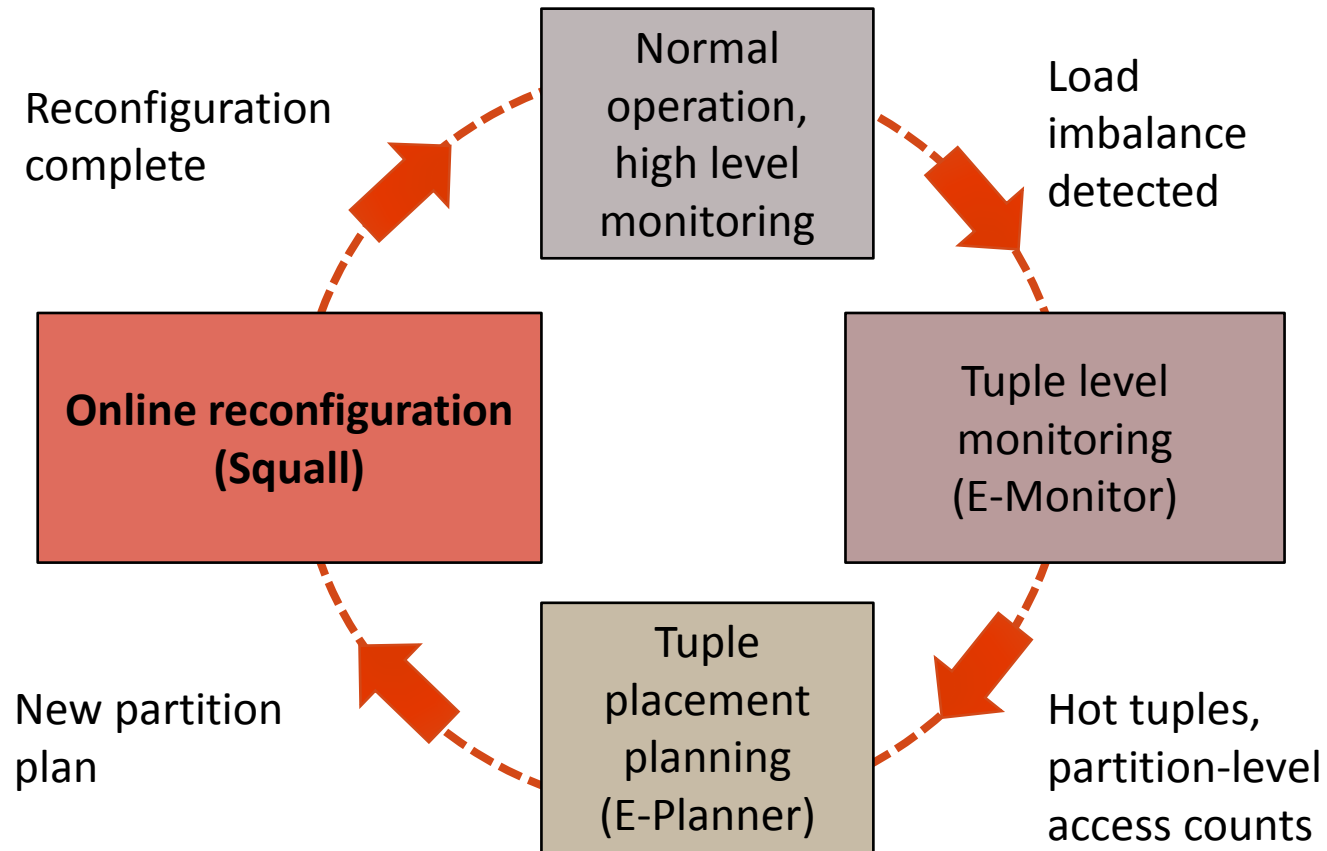 Normal
operation,
high level
monitoring
Load
imbalance
detected
Tuple level
monitoring
(E-Monitor)
Hot tuples,
partition-level
access counts
Tuple
placement
planning
(E-Planner)
New partition
plan
Online reconfiguration
(Squall)
Reconfiguration
complete